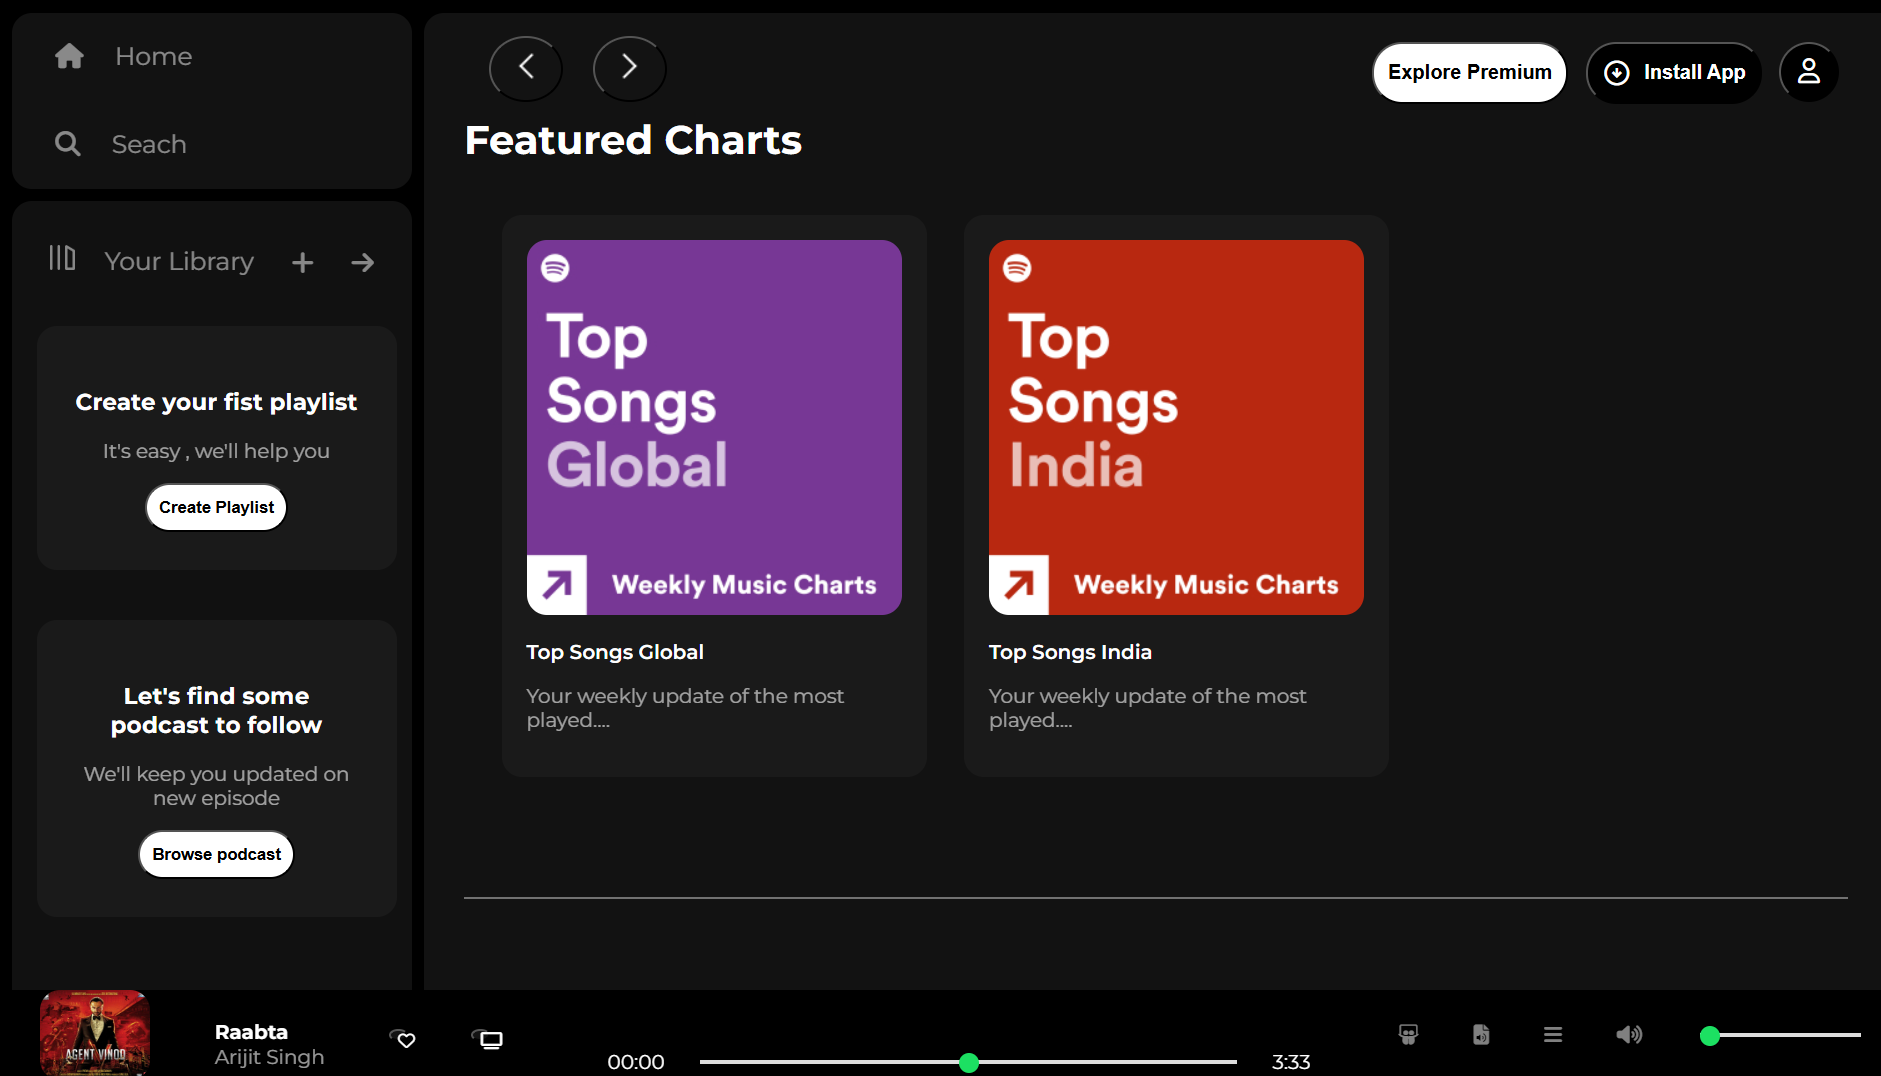 Home
Seach
Your Library
Create your fist playlist
It's easy , we'll help you
Create Playlist
Let's find some
podcast to follow
We'll keep you updated on
new episode
Browse podcast
Explore Premium
Install App
Featured Charts
Top
Songs
Global
Weekly Music Charts
Top Songs Global
Your weekly update of the most
played....
Top
Songs
India
Weekly Music Charts
Top Songs India
Your weekly update of the most
played....
AGENT VINOD
Raabta
Arijit Singh
00:00
3:33